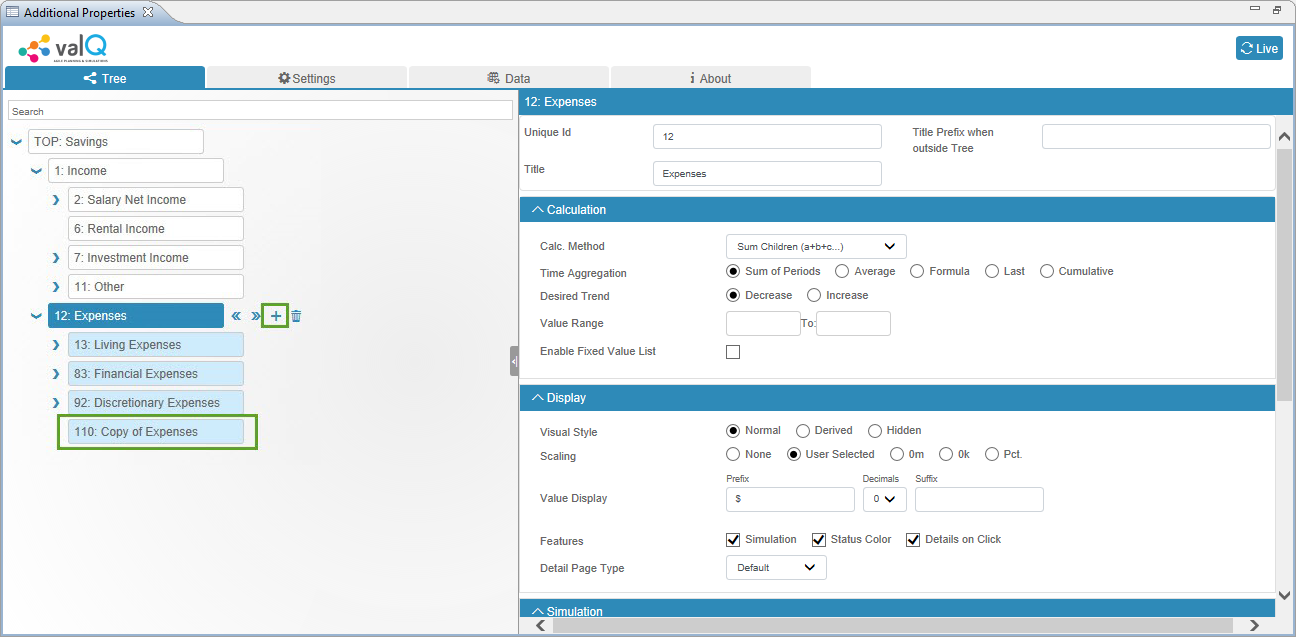 Additional Properties
valQ
Live
Tree
Settings
Data
About
Search
TOP: Savings
1: Income
2: Salary Net Income
6: Rental Income
7: Investment Income
11: Other
12: Expenses
13: Living Expenses
83: Financial Expenses
92: Discretionary Expenses
110: Copy of Expenses
12: Expenses
Unique Id
12
Title Prefix when
outside Tree
Title
Expenses
Calculation
Calc. Method
Sum Children (a+b+c...)
Time Aggregation
Sum of Periods
Average
Formula
Last
Cumulative
Desired Trend
Decrease
Increase
Value Range
To:
Enable Fixed Value List
Display
Visual Style
Normal
Derived
Hidden
Scaling
None
User Selected
0m
0k
Pct.
Prefix
Decimals
Suffix
Value Display
$
0
Features
Simulation
Status Color
Details on Click
Detail Page Type
Default
Simulation